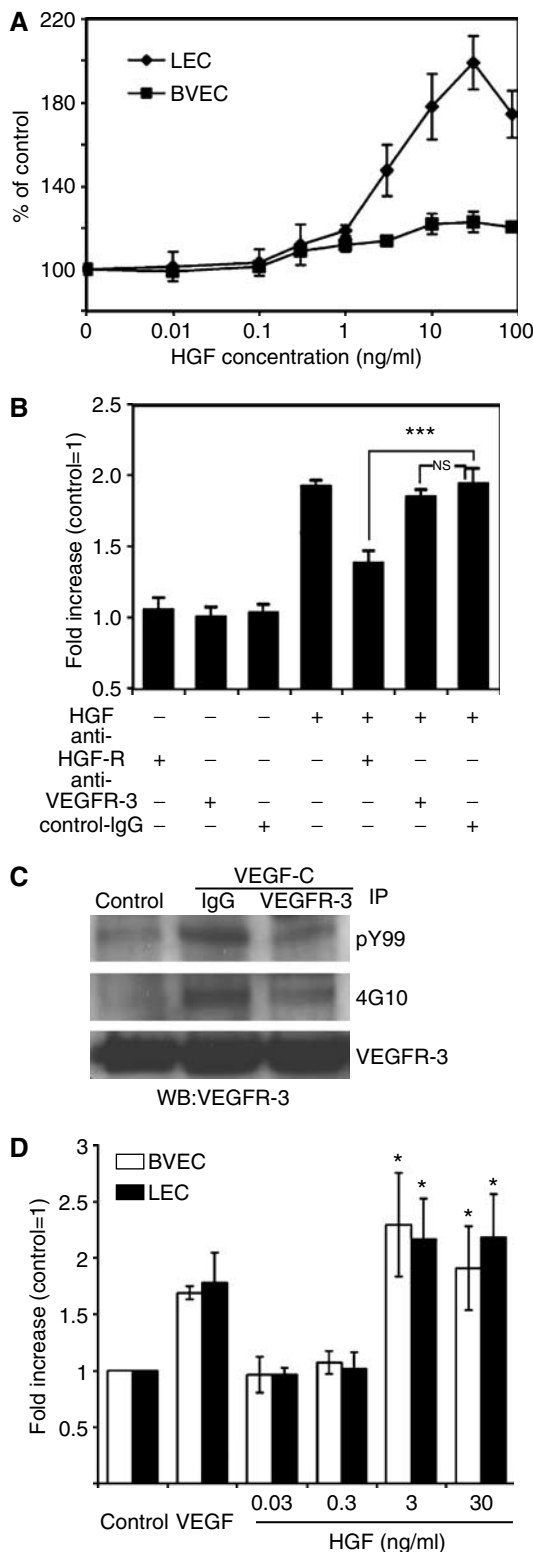 A
220
180
140
100
% of control
LEC
BVEC
0 0.01 0.1 1 10 100
HGF concentration (ng/ml)
B
2.5
2.0
1.5
1.0
0.5
Fold increase (control=1)
***
NS
HGF − − − + + + +
anti-
HGF-R + − − − + − −
anti-
VEGFR-3 − + − − − + −
control-IgG − − + − − − +
C
VEGF-C
Control IgG VEGFR-3 IP
pY99
4G10
VEGFR-3
WB:VEGFR-3
D
3
2.5
2
1.5
1
0.5
Fold increase (control=1)
BVEC
LEC
* * * *
0.03 0.3 3 30
Control VEGF
HGF (ng/ml)